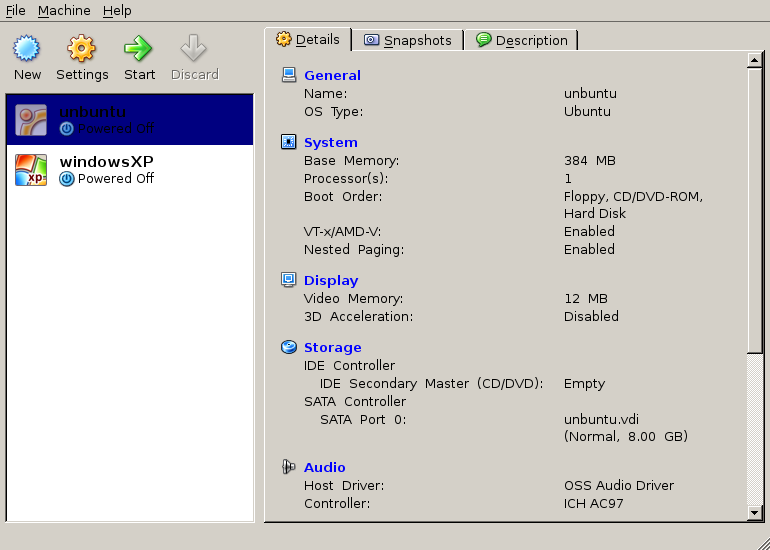 File Machine Help
New Settings Start Discard
unbuntu
Powered Off
windowsXP
Powered Off
Details Snapshots Description
General
Name: unbuntu
OS Type: Ubuntu
System
Base Memory: 384 MB
Processor(s): 1
Boot Order: Floppy, CD/DVD-ROM,
Hard Disk
VT-x/AMD-V: Enabled
Nested Paging: Enabled
Display
Video Memory: 12 MB
3D Acceleration: Disabled
Storage
IDE Controller
IDE Secondary Master (CD/DVD): Empty
SATA Controller
SATA Port 0: unbuntu.vdi
(Normal, 8.00 GB)
Audio
Host Driver: OSS Audio Driver
Controller: ICH AC97